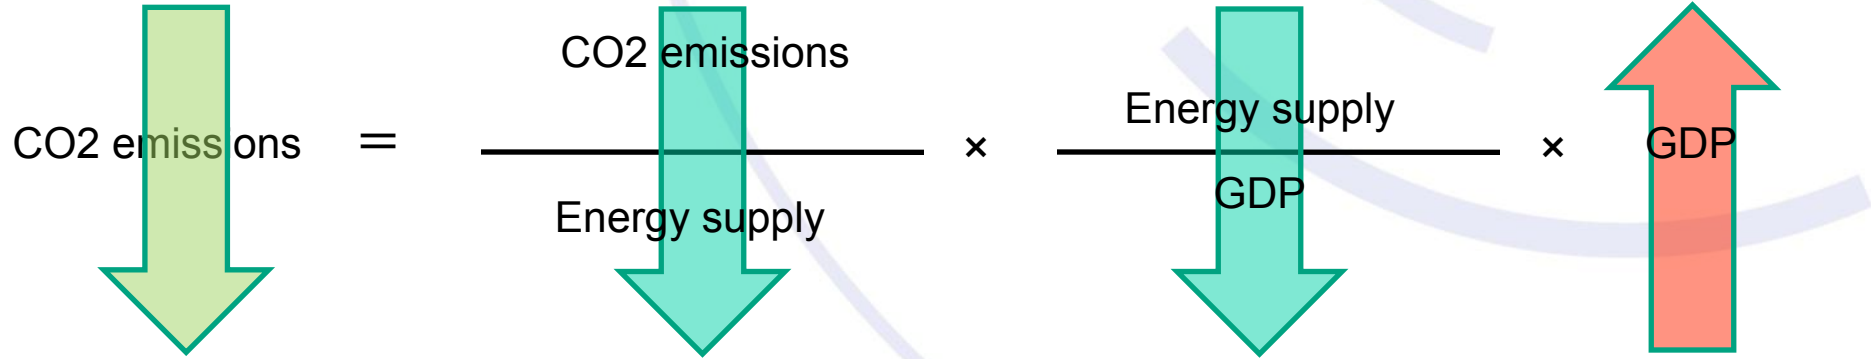 CO2 emissions
=
CO2 emissions
Energy supply
×
Energy supply
GDP
×
GDP